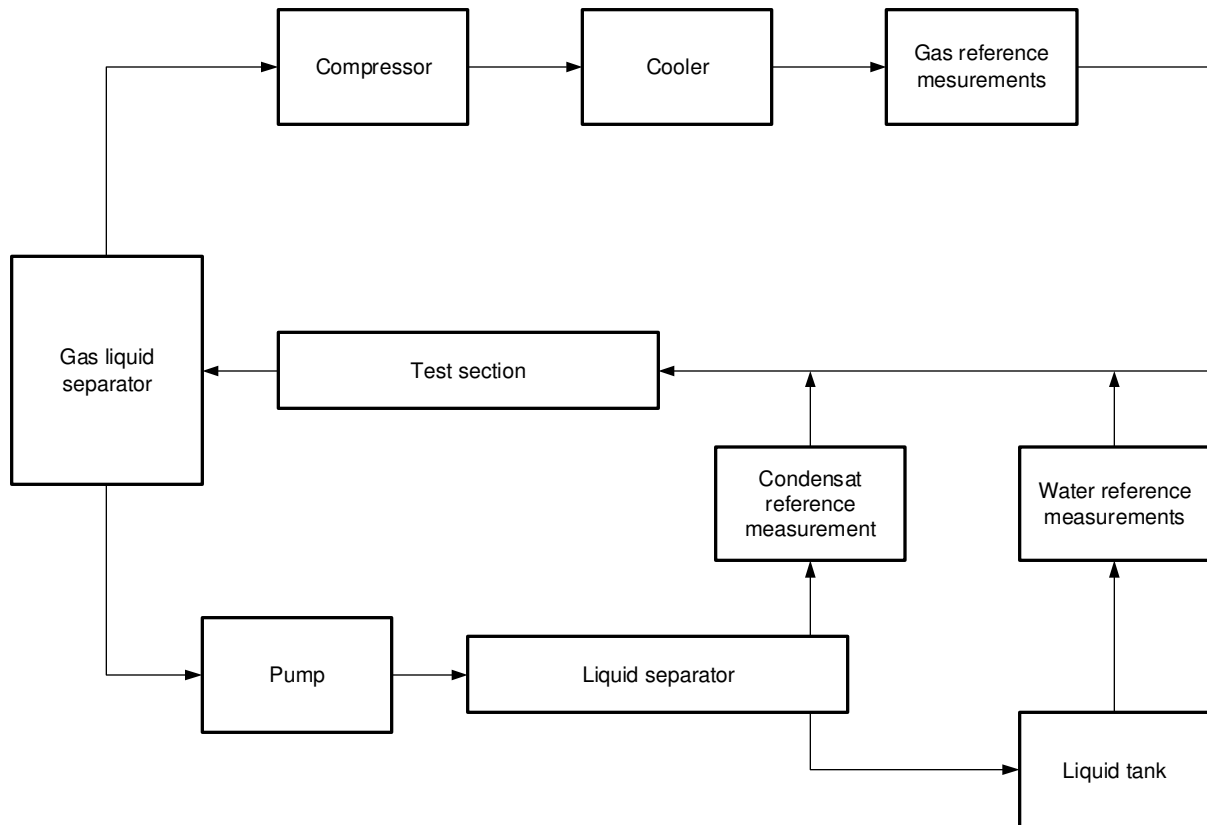 Compressor
Cooler
Gas reference
mesurements
Gas liquid
separator
Test section
Condensat
reference
measurement
Water reference
measurements
Pump
Liquid separator
Liquid tank